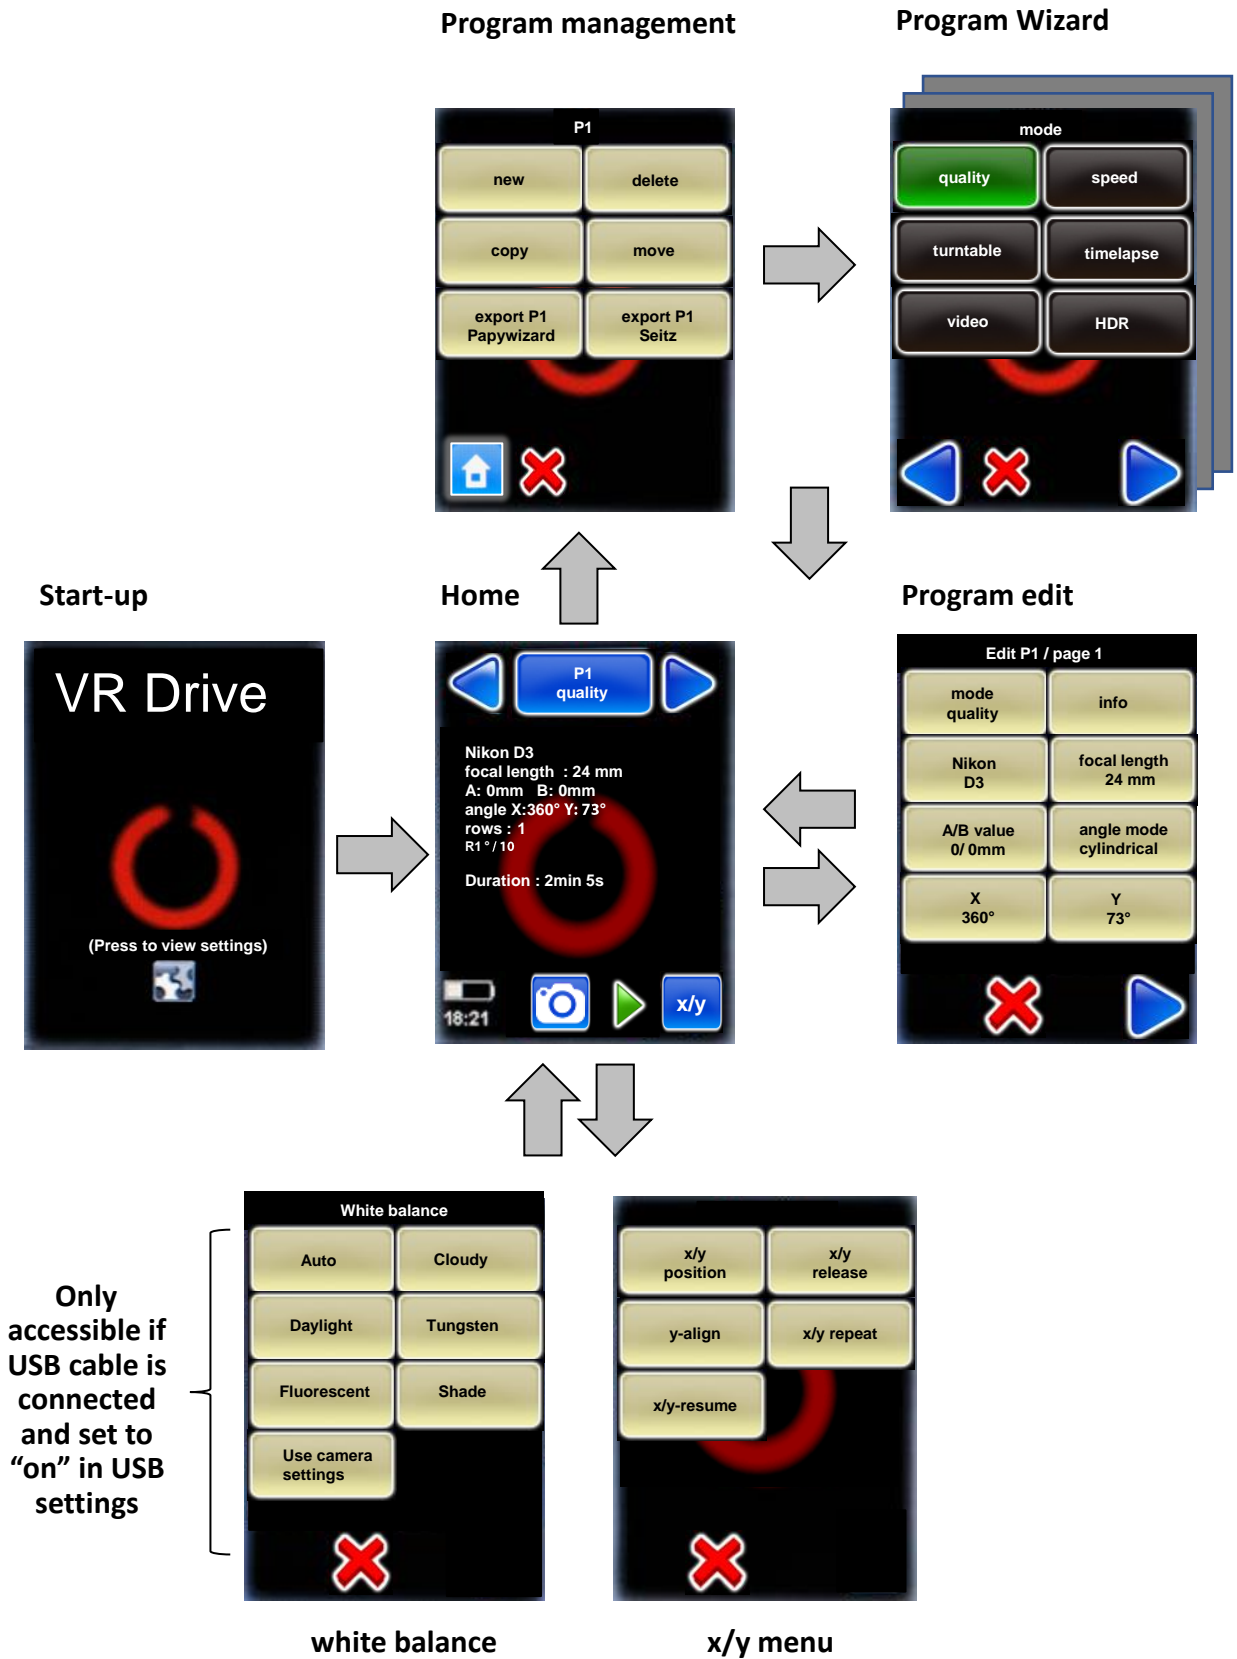 Program management
Program Wizard
P1
new
delete
copy
move
export P1
Papywizard
export P1
Seitz
mode
quality
speed
turntable
timelapse
video
HDR
Start-up
Home
Program edit
VR Drive
(Press to view settings)
P1
quality
Nikon D3
focal length : 24 mm
A: 0mm B: 0mm
angle X:360° Y: 73°
rows : 1
R1 ° / 10
Duration : 2min 5s
18:21
x/y
Edit P1 / page 1
mode
quality
info
Nikon
D3
focal length
24 mm
A/B value
0/ 0mm
angle mode
cylindrical
X
360°
Y
73°
Only
accessible if
USB cable is
connected
and set to
“on” in USB
settings
White balance
Auto
Cloudy
Daylight
Tungsten
Fluorescent
Shade
Use camera
settings
x/y
position
x/y
release
y-align
x/y repeat
x/y-resume
white balance
x/y menu